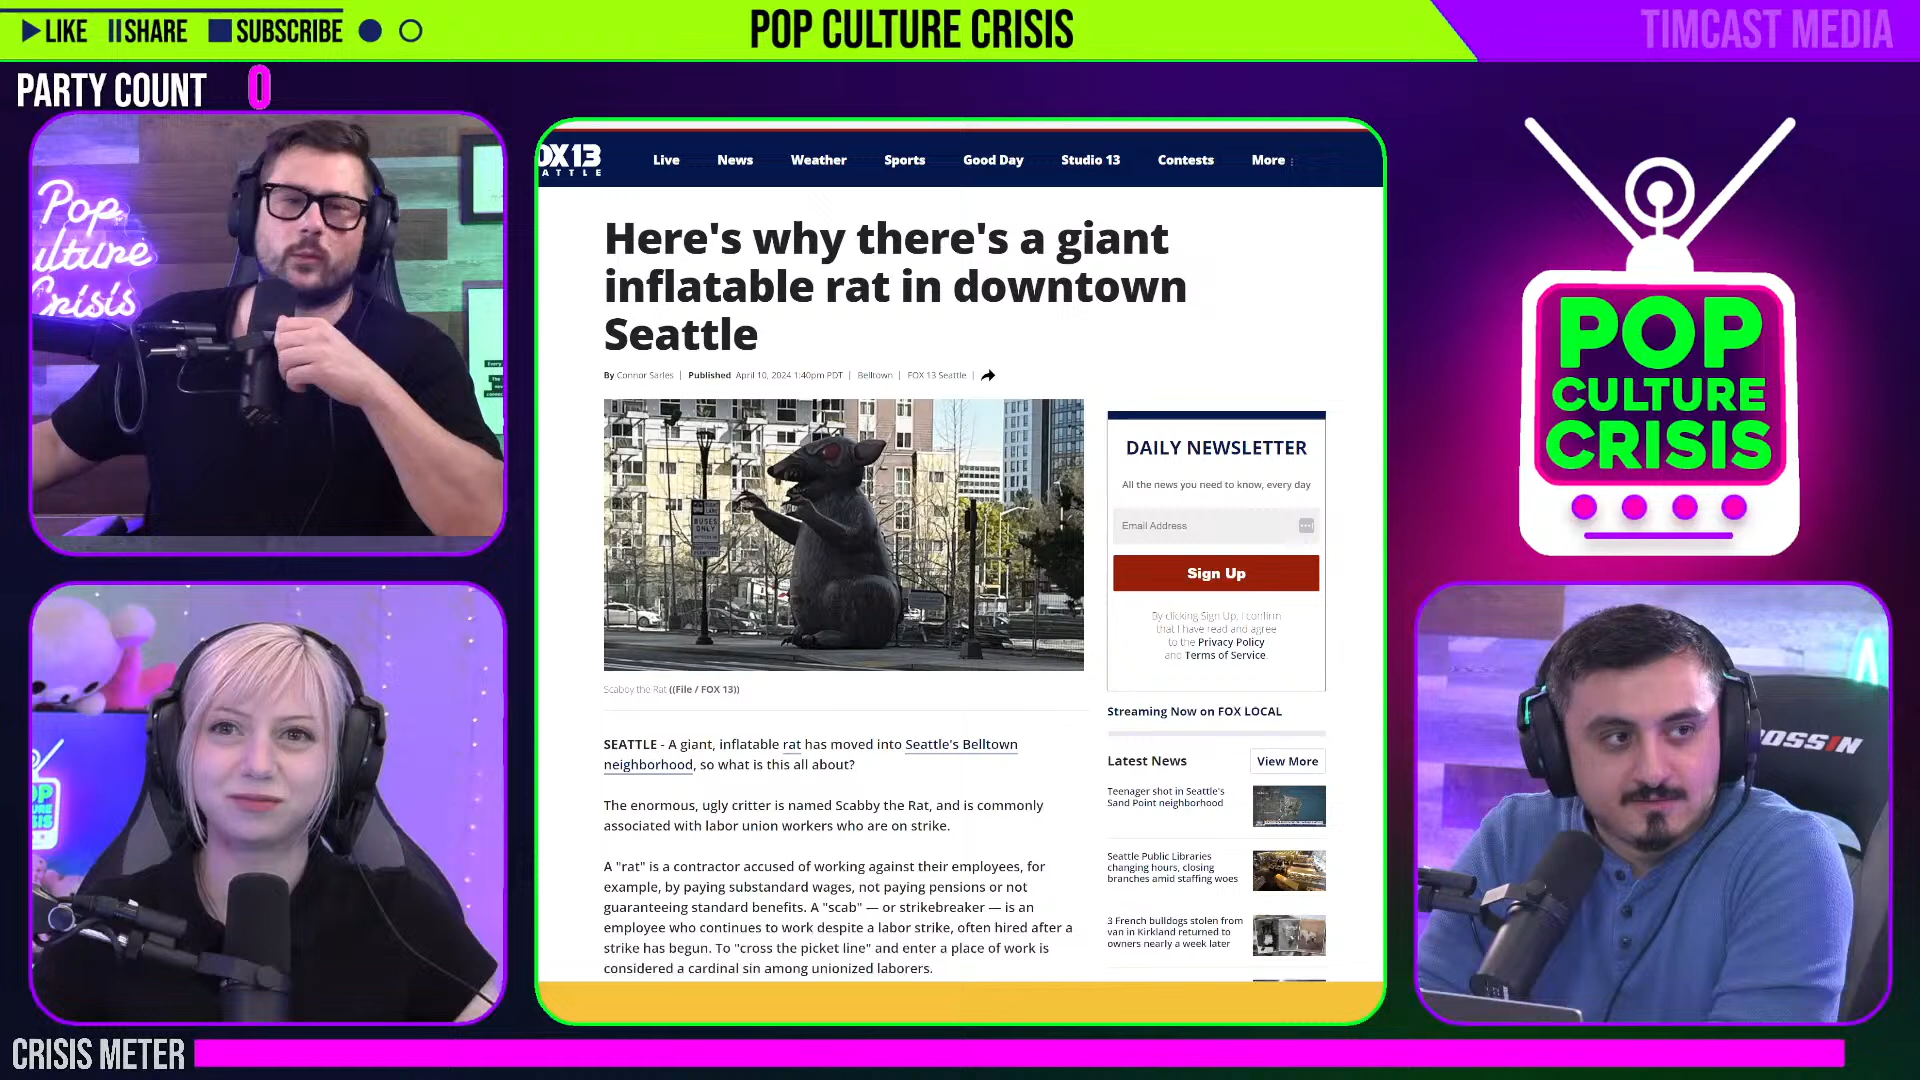 LIKE SHARE SUBSCRIBE
POP CULTURE CRISIS
TIMCAST MEDIA
PARTY COUNT 0
Pop
ulture
Crisis
OX13
ATTLE
Live News Weather Sports Good Day Studio 13 Contests More
Here's why there's a giant
inflatable rat in downtown
Seattle
By Connor Sarles | Published April 10, 2024 1:40pm PDT | Belltown | FOX 13 Seattle |
BUSES
ONLY
Scaboy the Rat ((File / FOX 13))
SEATTLE - A giant, inflatable rat has moved into Seattle's Belltown
neighborhood, so what is this all about?
The enormous, ugly critter is named Scabby the Rat, and is commonly
associated with labor union workers who are on strike.
A "rat" is a contractor accused of working against their employees, for
example, by paying substandard wages, not paying pensions or not
guaranteeing standard benefits. A "scab" — or strikebreaker — is an
employee who continues to work despite a labor strike, often hired after a
strike has begun. To "cross the picket line" and enter a place of work is
considered a cardinal sin among unionized laborers.
DAILY NEWSLETTER
All the news you need to know, every day
Email Address
Sign Up
By clicking Sign Up, I confirm
that I have read and agree
to the Privacy Policy
and Terms of Service.
Streaming Now on FOX LOCAL
Latest News View More
Teenager shot in Seattle's
Sand Point neighborhood
Seattle Public Libraries
changing hours, closing
branches amid staffing woes
3 French bulldogs stolen from
van in Kirkland returned to
owners nearly a week later
POP
CULTURE
CRISIS
OSSIN
CRISIS METER